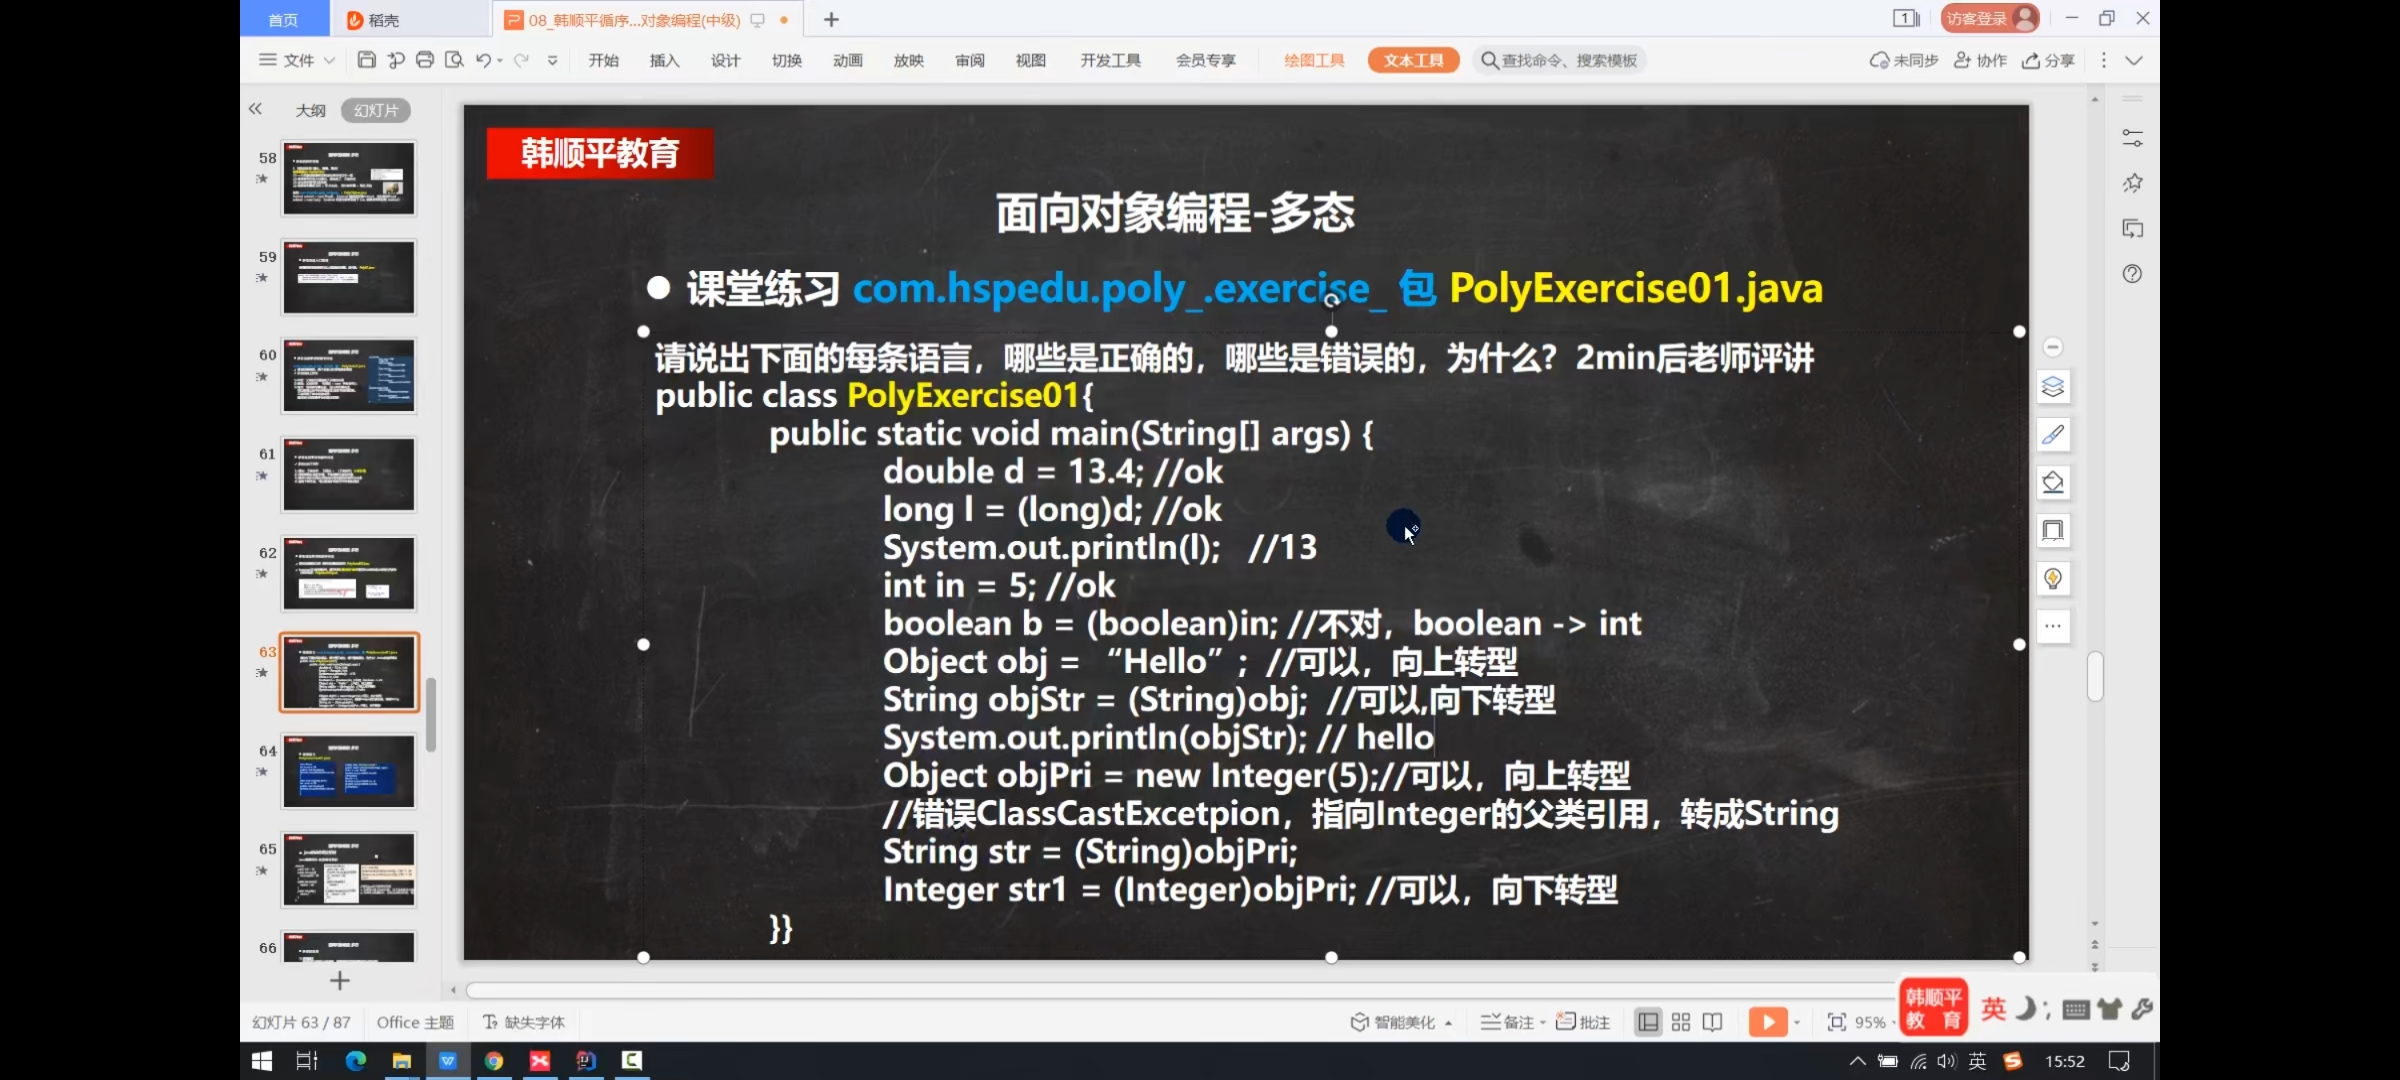 首页
稻壳
08_韩顺平循序...对象编程(中级)
1
访客登录
文件
开始
插入
设计
切换
动画
放映
审阅
视图
开发工具
会员专享
绘图工具
文本工具
查找命令、搜索模板
未同步
协作
分享
大纲
幻灯片
58
59
60
61
62
63
64
65
66
韩顺平教育
面向对象编程-多态
课堂练习 com.hspedu.poly_.exercise_ 包 PolyExercise01.java
请说出下面的每条语言，哪些是正确的，哪些是错误的，为什么？2min后老师评讲
public class PolyExercise01{
public static void main(String[] args) {
double d = 13.4; //ok
long l = (long)d; //ok
System.out.println(l); //13
int in = 5; //ok
boolean b = (boolean)in; //不对，boolean -> int
Object obj = “Hello”; //可以，向上转型
String objStr = (String)obj; //可以,向下转型
System.out.println(objStr); // hello
Object objPri = new Integer(5);//可以，向上转型
//错误ClassCastExcetpion，指向Integer的父类引用，转成String
String str = (String)objPri;
Integer str1 = (Integer)objPri; //可以，向下转型
}}
幻灯片 63 / 87
Office 主题
缺失字体
智能美化
备注
批注
95%
韩顺平
教 育
英
英
15:52